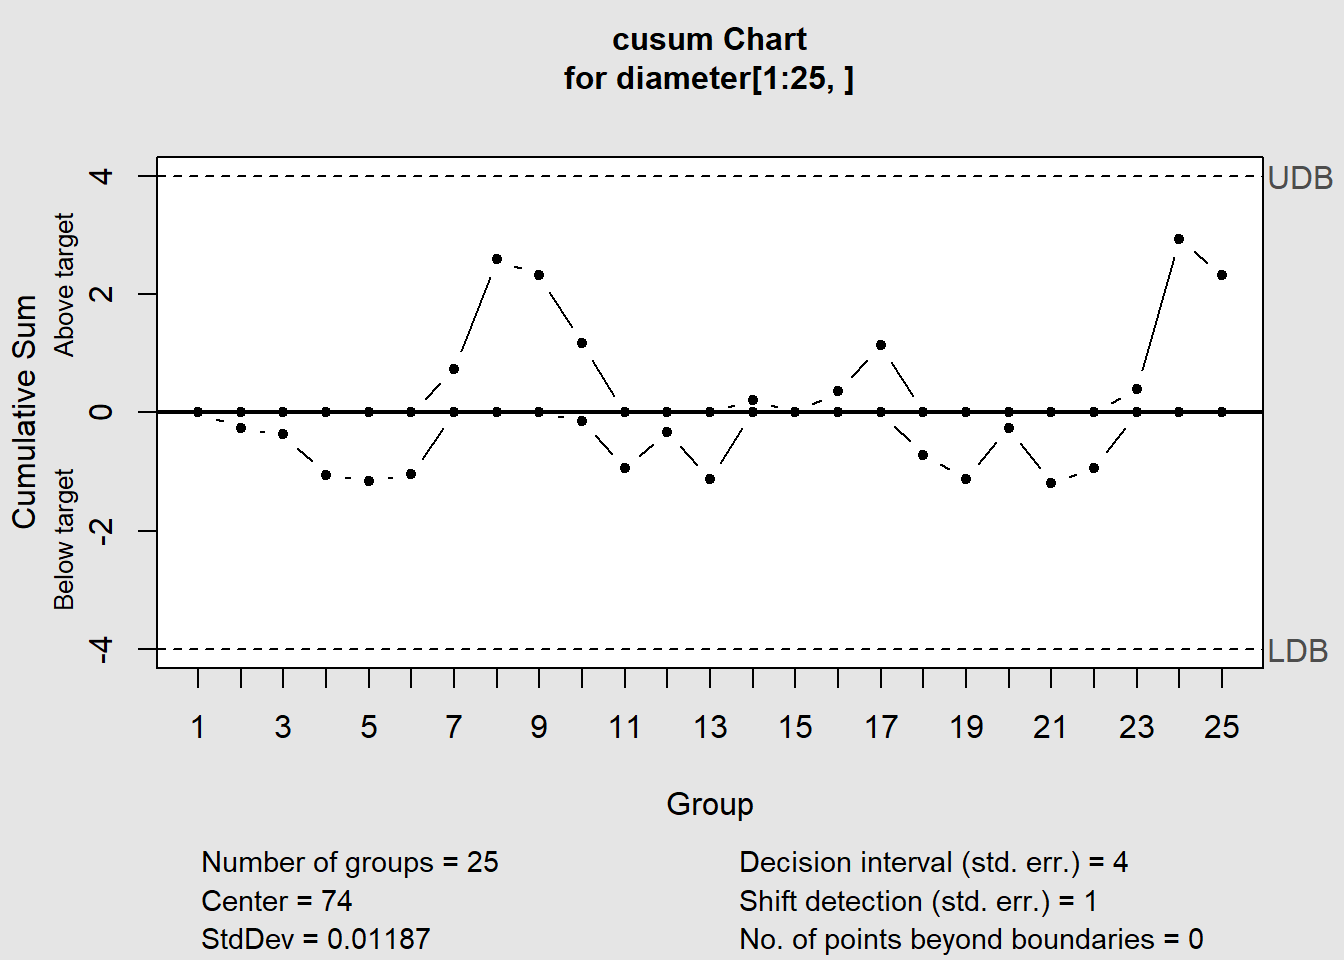 cusum Chart
for diameter[1:25, ]
Cumulative Sum
Above target
Below target
4
2
0
-2
-4
UDB
LDB
1 3 5 7 9 11 13 15 17 19 21 23 25
Group
Number of groups = 25
Center = 74
StdDev = 0.01187
Decision interval (std. err.) = 4
Shift detection (std. err.) = 1
No. of points beyond boundaries = 0